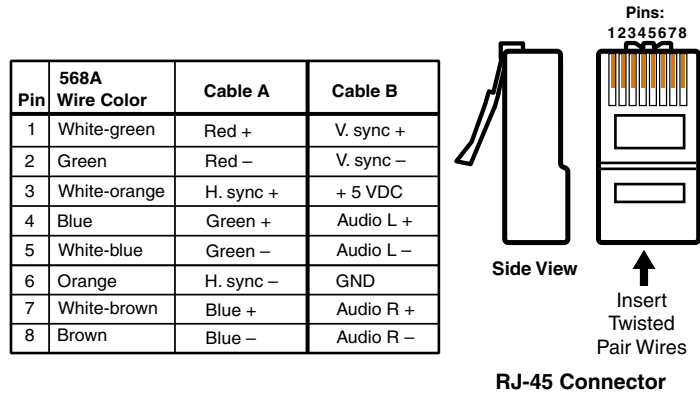 Pins:
12345678
Pin 568A Wire Color Cable A Cable B
1 White-green Red + V. sync +
2 Green Red – V. sync –
3 White-orange H. sync + + 5 VDC
4 Blue Green + Audio L +
5 White-blue Green – Audio L –
6 Orange H. sync – GND
7 White-brown Blue + Audio R +
8 Brown Blue – Audio R –
Side View
Insert
Twisted
Pair Wires
RJ-45 Connector